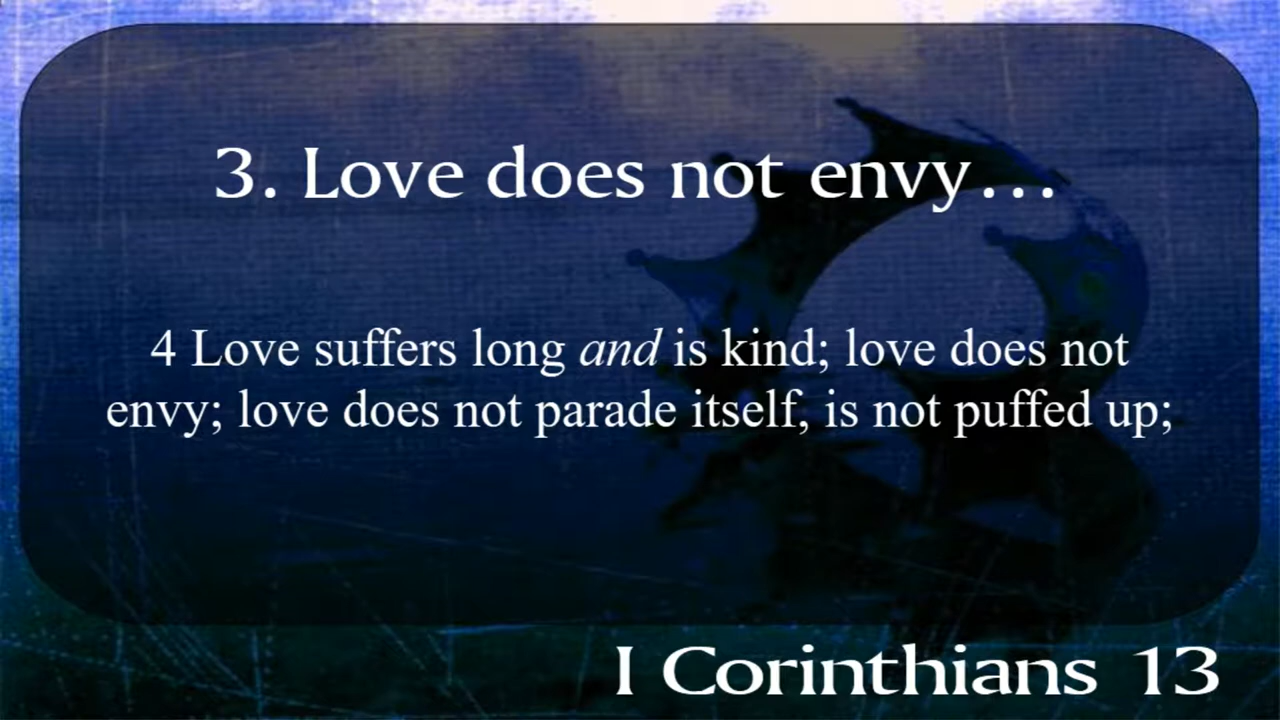 3. Love does not envy…
4 Love suffers long and is kind; love does not
envy; love does not parade itself, is not puffed up;
I Corinthians 13